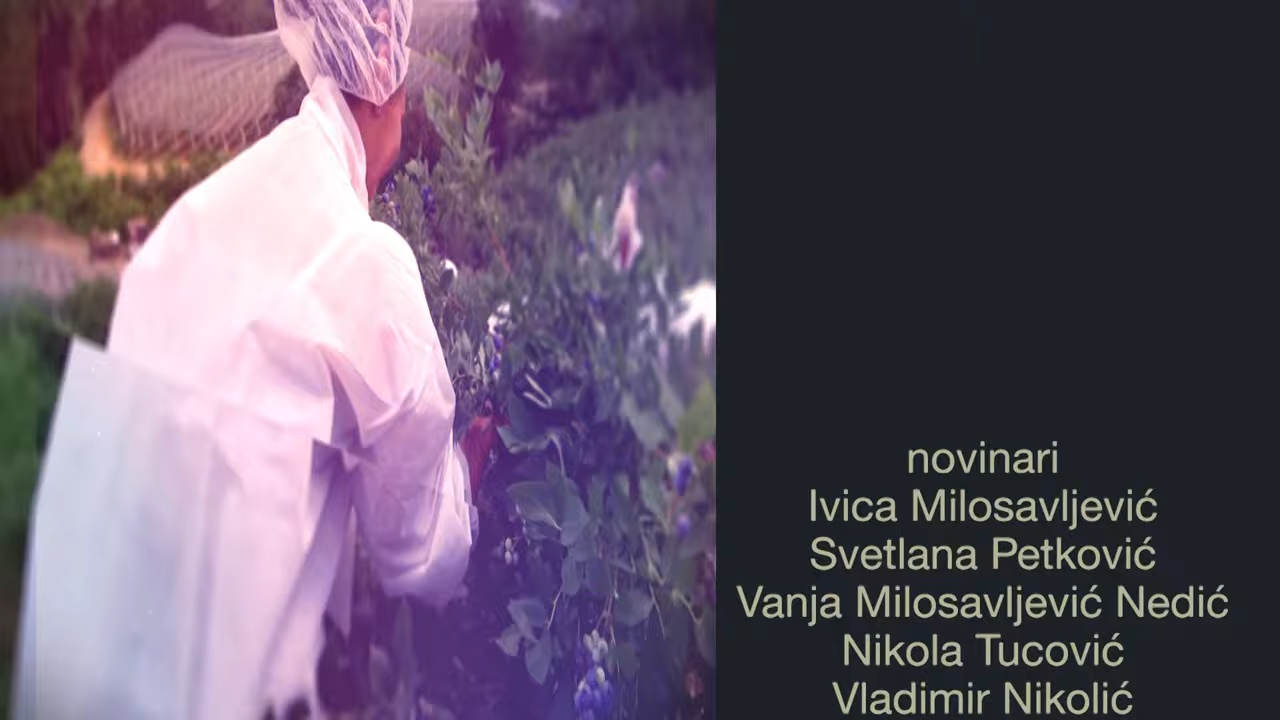 novinari
Ivica Milosavljević
Svetlana Petković
Vanja Milosavljević Nedić
Nikola Tucović
Vladimir Nikolić